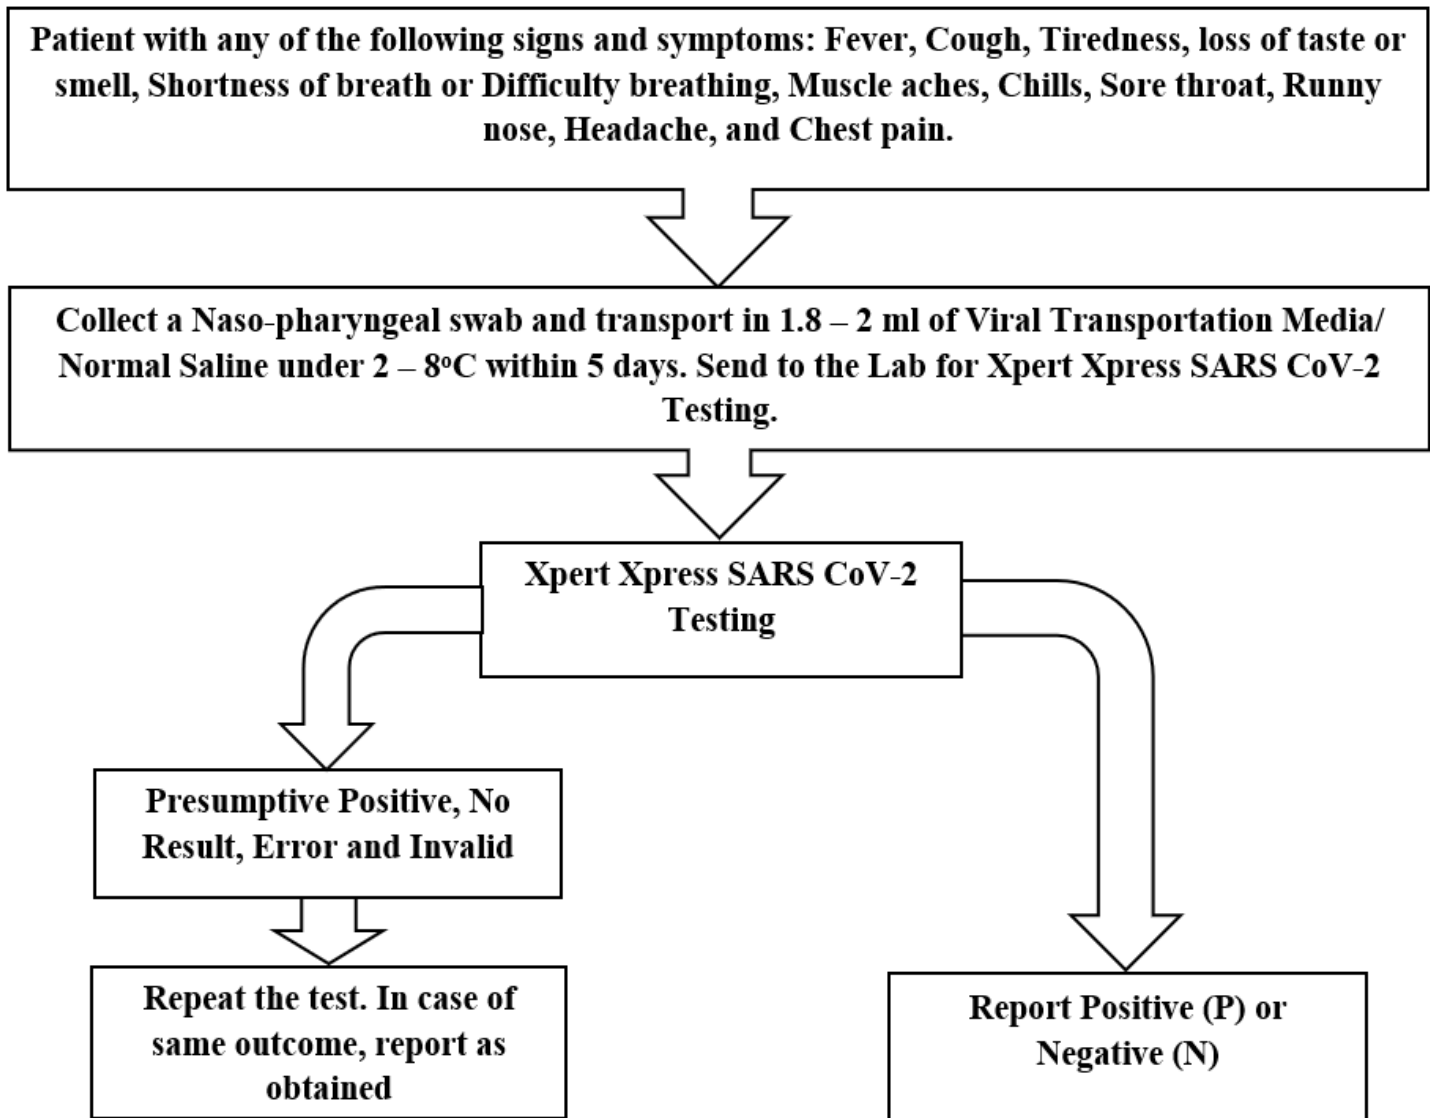 Patient with any of the following signs and symptoms: Fever, Cough, Tiredness, loss of taste or
smell, Shortness of breath or Difficulty breathing, Muscle aches, Chills, Sore throat, Runny
nose, Headache, and Chest pain.
Collect a Naso-pharyngeal swab and transport in 1.8 – 2 ml of Viral Transportation Media/
Normal Saline under 2 – 8ᵒC within 5 days. Send to the Lab for Xpert Xpress SARS CoV-2
Testing.
Xpert Xpress SARS CoV-2
Testing
Presumptive Positive, No
Result, Error and Invalid
Repeat the test. In case of
same outcome, report as
obtained
Report Positive (P) or
Negative (N)